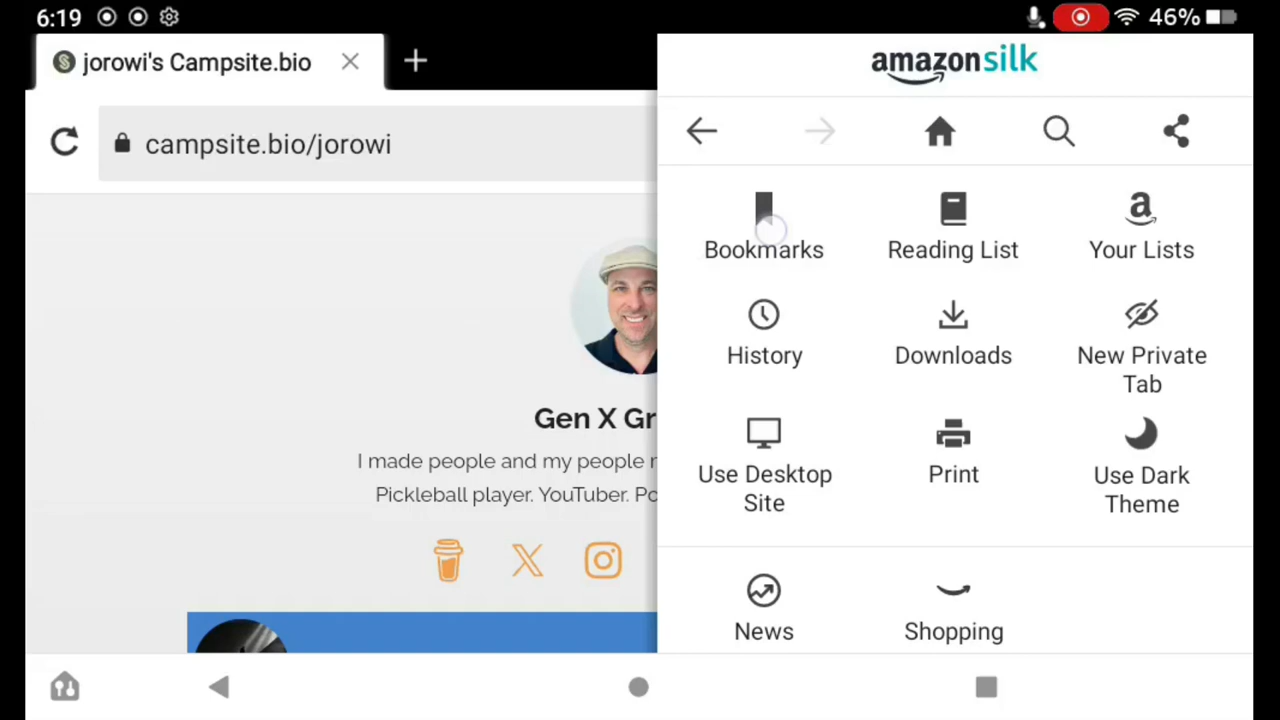 6:19
46%
jorowi's Campsite.bio
amazonsilk
campsite.bio/jorowi
Bookmarks
Reading List
Your Lists
History
Downloads
New Private
Tab
Use Desktop
Site
Print
Use Dark
Theme
News
Shopping
Gen X Gr
I made people and my people
Pickleball player. YouTuber.